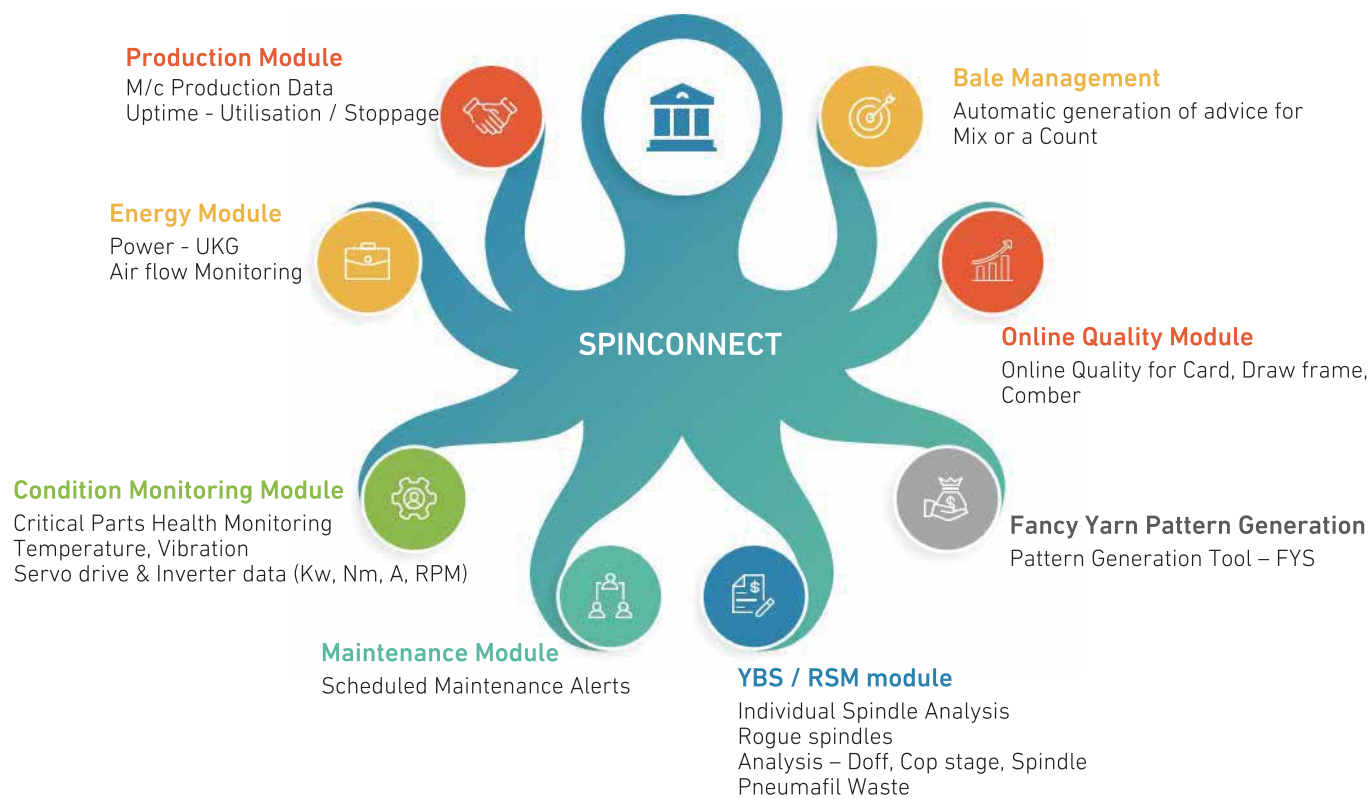 Production Module
M/c Production Data
Uptime - Utilisation / Stoppage
Bale Management
Automatic generation of advice for
Mix or a Count
Energy Module
Power - UKG
Air flow Monitoring
SPINCONNECT
Online Quality Module
Online Quality for Card, Draw frame,
Comber
Condition Monitoring Module
Critical Parts Health Monitoring
Temperature, Vibration
Servo drive & Inverter data (Kw, Nm, A, RPM)
Fancy Yarn Pattern Generation
Pattern Generation Tool – FYS
Maintenance Module
Scheduled Maintenance Alerts
YBS / RSM module
Individual Spindle Analysis
Rogue spindles
Analysis – Doff, Cop stage, Spindle
Pneumafil Waste